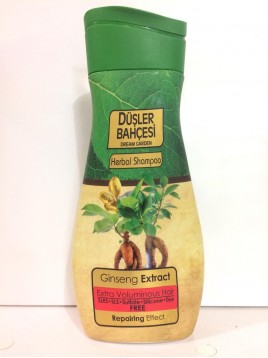 DÜŞLER
BAHÇESİ
DREAM GARDEN
Herbal Shampoo
Ginseng Extract
Extra Voluminous Hair
FREE
Repairing Effect